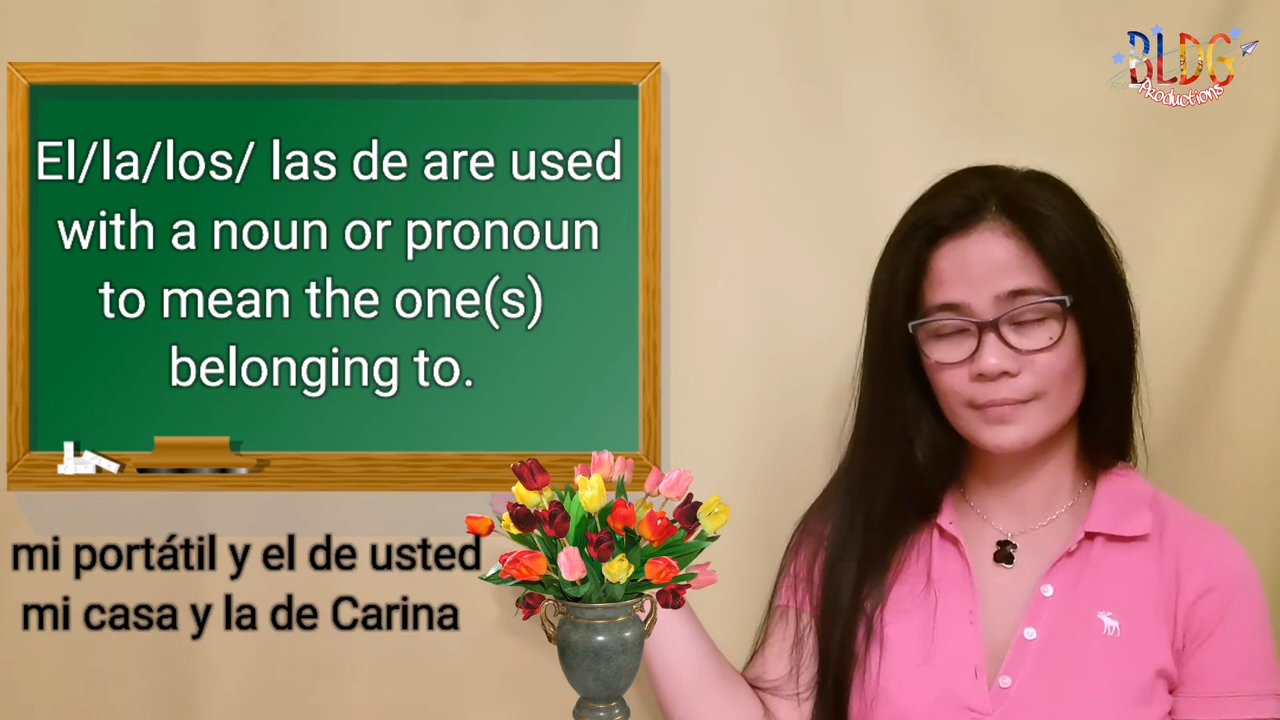 BLDG
Productions
El/la/los/ las de are used
with a noun or pronoun
to mean the one(s)
belonging to.
mi portátil y el de usted
mi casa y la de Carina